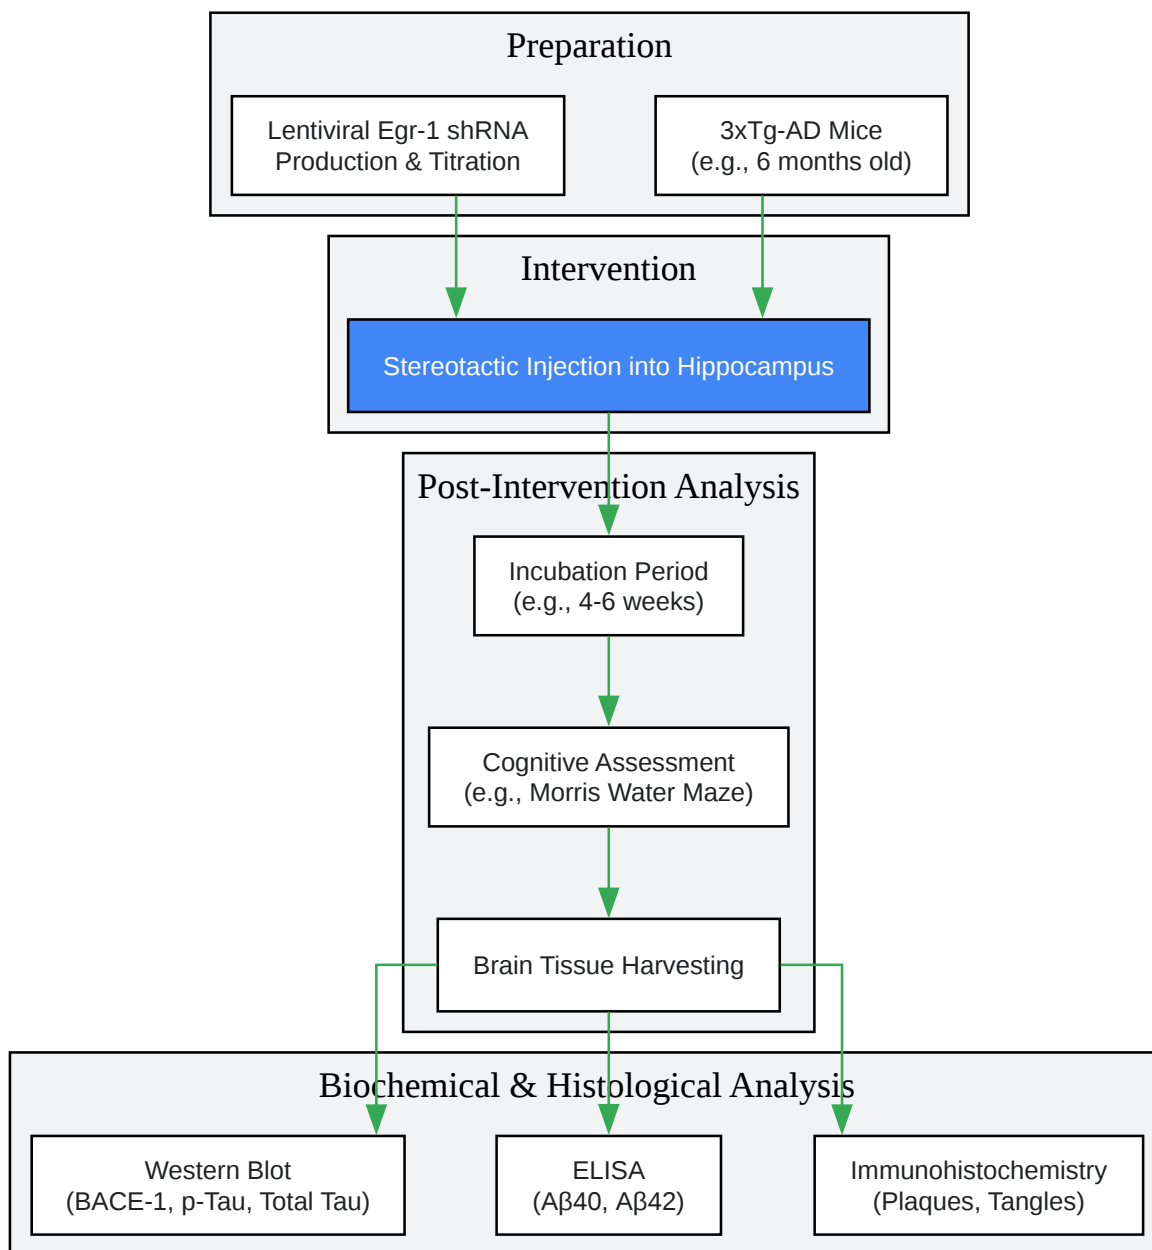 Preparation
Lentiviral Egr-1 shRNA
Production & Titration
3xTg-AD Mice
(e.g., 6 months old)
Intervention
Stereotactic Injection into Hippocampus
Post-Intervention Analysis
Incubation Period
(e.g., 4-6 weeks)
Cognitive Assessment
(e.g., Morris Water Maze)
Brain Tissue Harvesting
Biochemical & Histological Analysis
Western Blot
(BACE-1, p-Tau, Total Tau)
ELISA
(Aβ40, Aβ42)
Immunohistochemistry
(Plaques, Tangles)